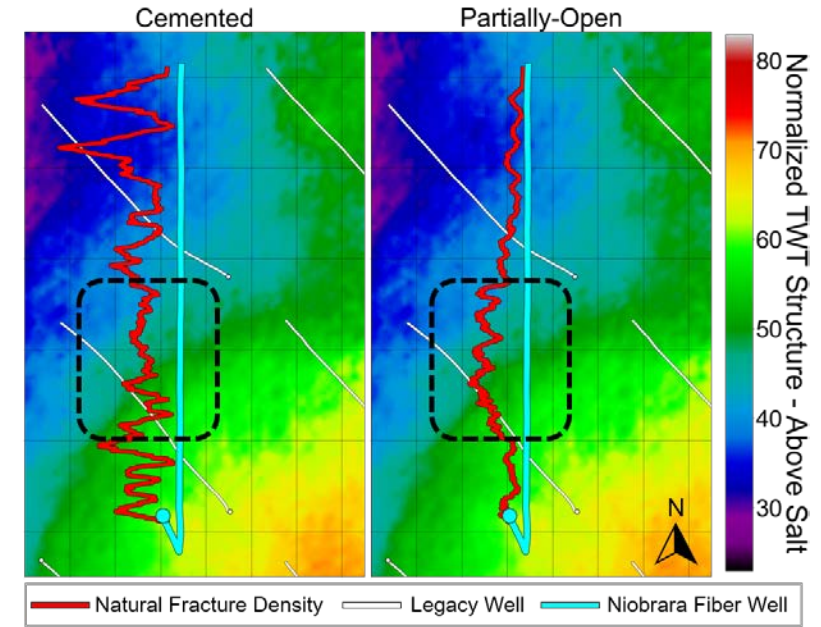 Cemented
Partially-Open
80
70
60
50
40
30
Normalized TWT Structure - Above Salt
N
Natural Fracture Density
Legacy Well
Niobrara Fiber Well